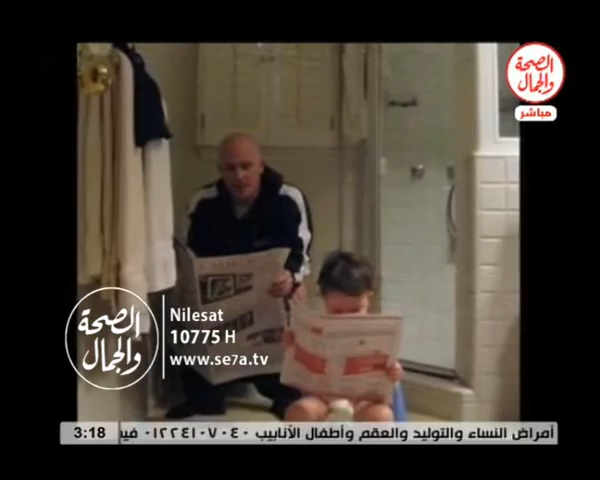 الصحة
والجمال
مباشر
الصحة
والجمال
Nilesat
10775 H
www.se7a.tv
أمراض النساء والتوليد والعقم وأطفال الأنابيب ٠١٢٢٤١٠٧٠٤٠ في
3:18